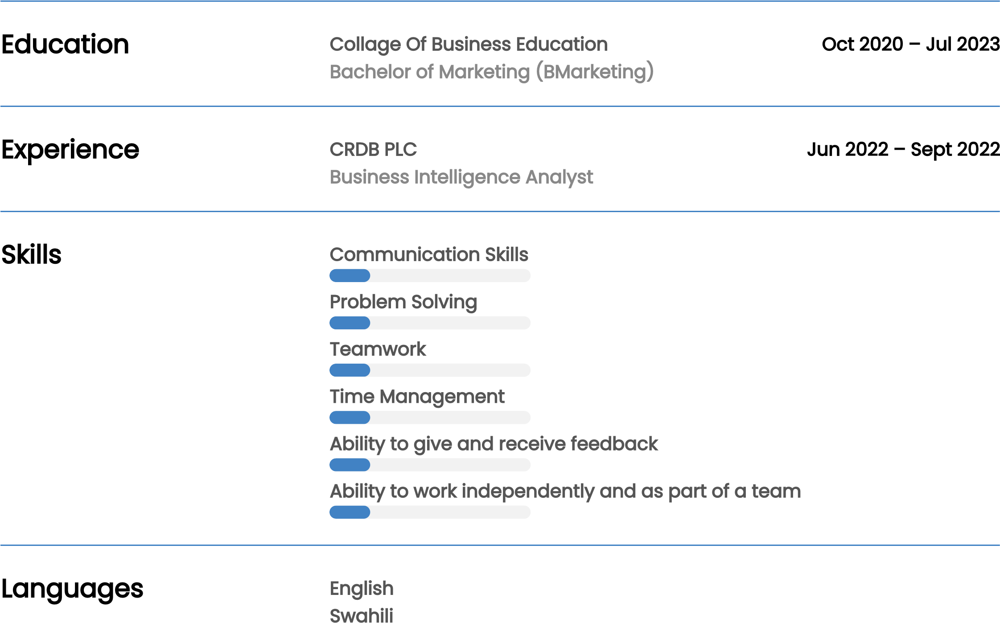 Education
Collage Of Business Education
Oct 2020 – Jul 2023
Bachelor of Marketing (BMarketing)
Experience
CRDB PLC
Jun 2022 – Sept 2022
Business Intelligence Analyst
Skills
Communication Skills
Problem Solving
Teamwork
Time Management
Ability to give and receive feedback
Ability to work independently and as part of a team
Languages
English
Swahili